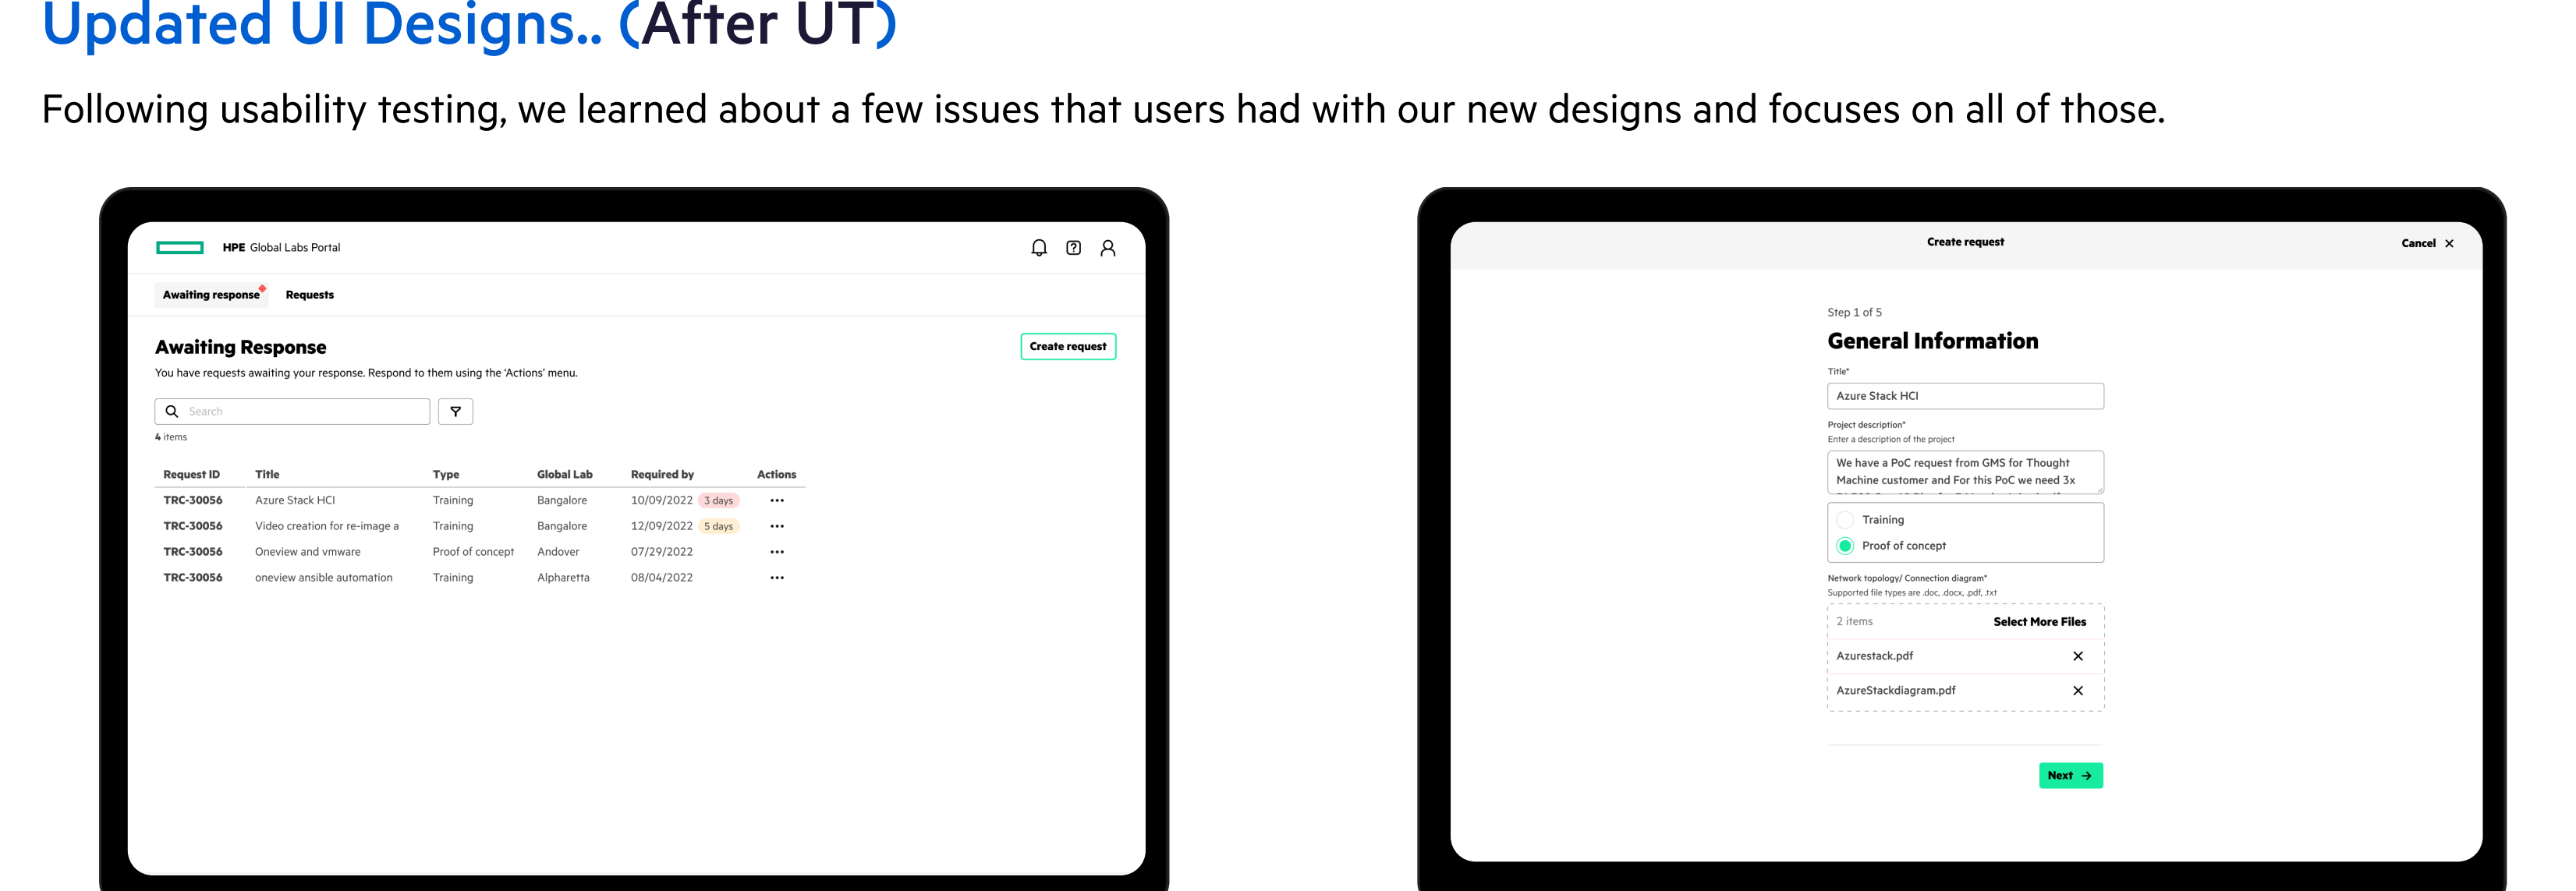 Updated UI Designs.. (After UT)
Following usability testing, we learned about a few issues that users had with our new designs and focuses on all of those.
HPE Global Labs Portal
Awaiting response
Requests
Awaiting Response
Create request
You have requests awaiting your response. Respond to them using the ‘Actions’ menu.
Search
4 items
Request ID Title Type Global Lab Required by Actions
TRC-30056 Azure Stack HCI Training Bangalore 10/09/2022 3 days
TRC-30056 Video creation for re-image a Training Bangalore 12/09/2022 5 days
TRC-30056 Oneview and vmware Proof of concept Andover 07/29/2022
TRC-30056 oneview ansible automation Training Alpharetta 08/04/2022
Create request
Cancel
Step 1 of 5
General Information
Title*
Azure Stack HCI
Project description*
Enter a description of the project
We have a PoC request from GMS for Thought
Machine customer and For this PoC we need 3x
Training
Proof of concept
Network topology/ Connection diagram*
Supported file types are .doc, .docx, .pdf, .txt
2 items Select More Files
Azurestack.pdf
AzureStackdiagram.pdf
Next